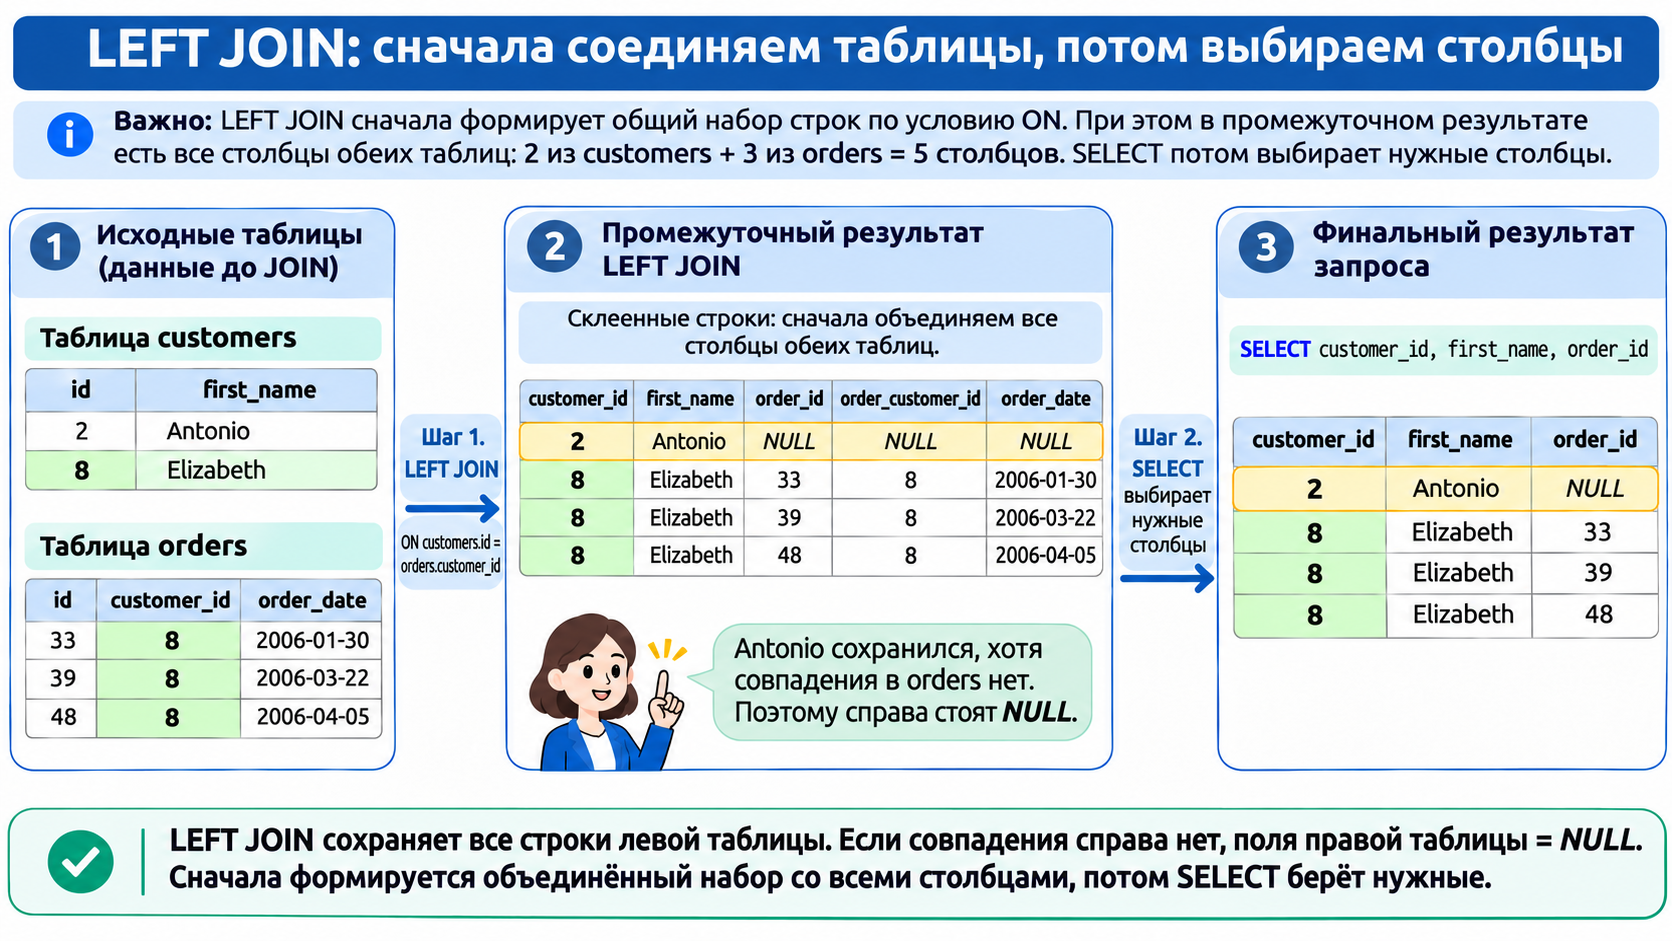 LEFT JOIN: сначала соединяем таблицы, потом выбираем столбцы
i
Важно: LEFT JOIN сначала формирует общий набор строк по условию ON. При этом в промежуточном результате
есть все столбцы обеих таблиц: 2 из customers + 3 из orders = 5 столбцов. SELECT потом выбирает нужные столбцы.
1
Исходные таблицы
(данные до JOIN)
Таблица customers
id first_name
2 Antonio
8 Elizabeth
Таблица orders
id customer_id order_date
33 8 2006-01-30
39 8 2006-03-22
48 8 2006-04-05
Шаг 1.
LEFT JOIN
ON customers.id =
orders.customer_id
2
Промежуточный результат
LEFT JOIN
Склеенные строки: сначала объединяем все
столбцы обеих таблиц.
customer_id first_name order_id order_customer_id order_date
2 Antonio NULL NULL NULL
8 Elizabeth 33 8 2006-01-30
8 Elizabeth 39 8 2006-03-22
8 Elizabeth 48 8 2006-04-05
Antonio сохранился, хотя
совпадения в orders нет.
Поэтому справа стоят NULL.
Шаг 2.
SELECT
выбирает
нужные
столбцы
3
Финальный результат
запроса
SELECT customer_id, first_name, order_id
customer_id first_name order_id
2 Antonio NULL
8 Elizabeth 33
8 Elizabeth 39
8 Elizabeth 48
LEFT JOIN сохраняет все строки левой таблицы. Если совпадения справа нет, поля правой таблицы = NULL.
Сначала формируется объединённый набор со всеми столбцами, потом SELECT берёт нужные.